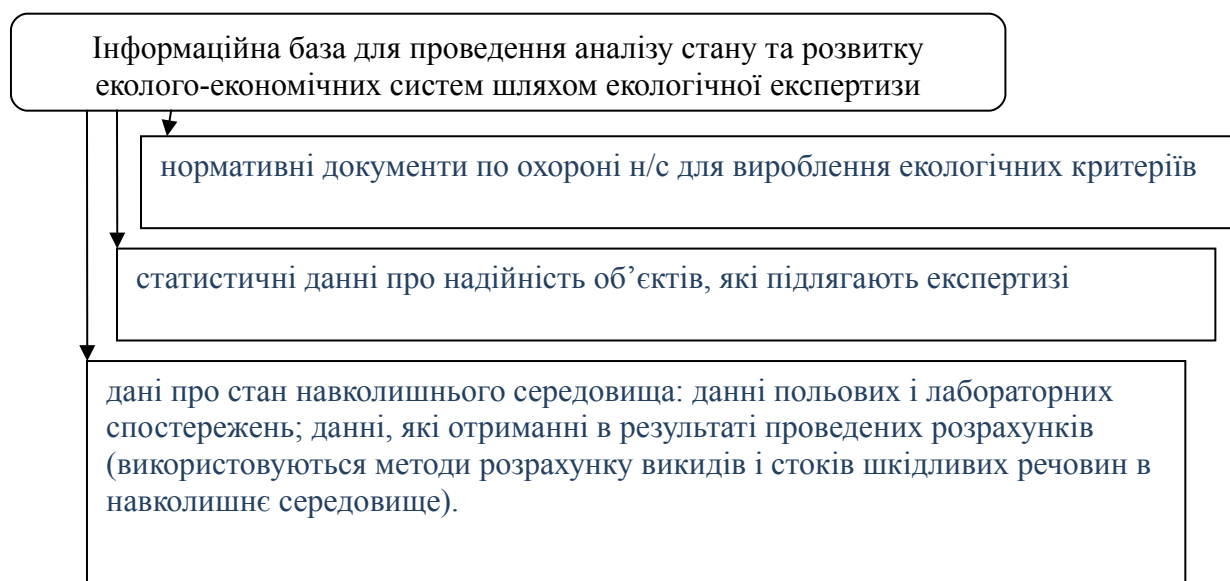 Інформаційна база для проведення аналізу стану та розвитку
еколого-економічних систем шляхом екологічної експертизи
нормативні документи по охороні н/с для вироблення екологічних критеріїв
статистичні данні про надійність об’єктів, які підлягають експертизі
дані про стан навколишнього середовища: данні польових і лабораторних
спостережень; данні, які отриманні в результаті проведених розрахунків
(використовуються методи розрахунку викидів і стоків шкідливих речовин в
навколишнє середовище).